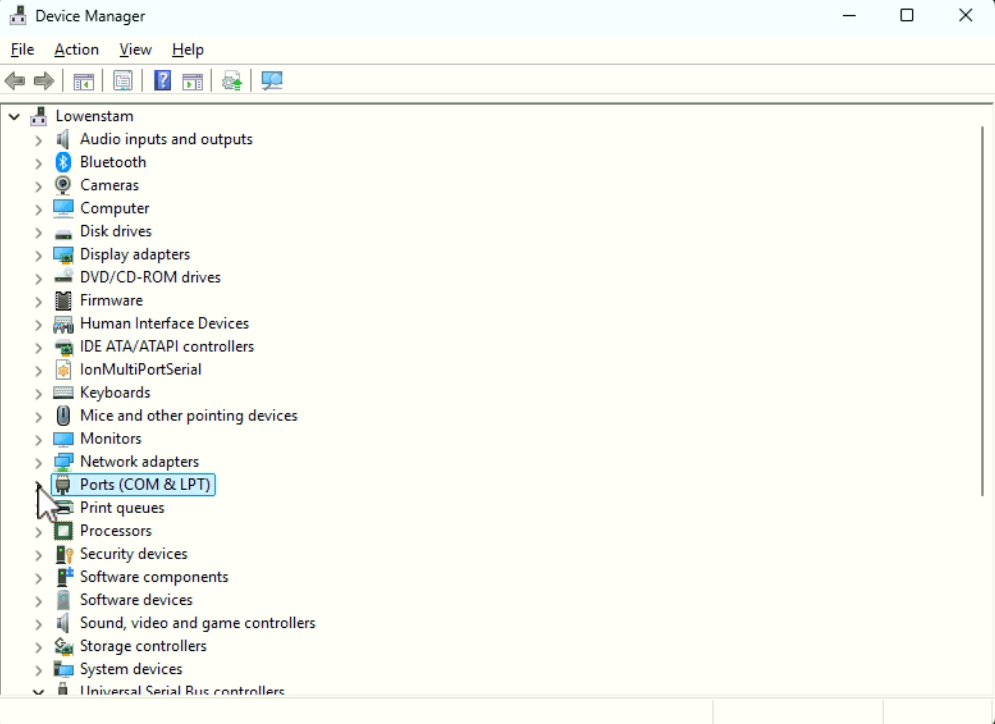 Device Manager
File Action View Help
Lowenstam
Audio inputs and outputs
Bluetooth
Cameras
Computer
Disk drives
Display adapters
DVD/CD-ROM drives
Firmware
Human Interface Devices
IDE ATA/ATAPI controllers
IonMultiPortSerial
Keyboards
Mice and other pointing devices
Monitors
Network adapters
Ports (COM & LPT)
Print queues
Processors
Security devices
Software components
Software devices
Sound, video and game controllers
Storage controllers
System devices
Universal Serial Bus controllers